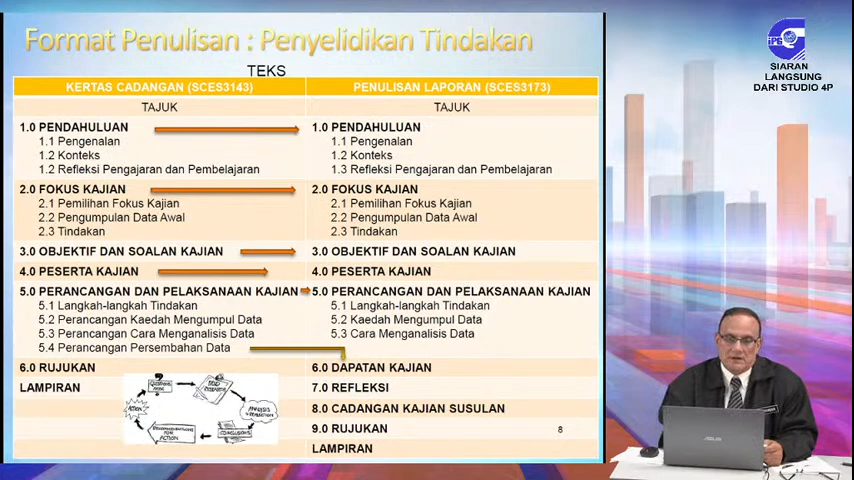 Format Penulisan : Penyelidikan Tindakan
TEKS
KERTAS CADANGAN (SCES3143)
PENULISAN LAPORAN (SCES3173)
TAJUK
TAJUK
1.0 PENDAHULUAN
1.1 Pengenalan
1.2 Konteks
1.2 Refleksi Pengajaran dan Pembelajaran
1.0 PENDAHULUAN
1.1 Pengenalan
1.2 Konteks
1.3 Refleksi Pengajaran dan Pembelajaran
2.0 FOKUS KAJIAN
2.1 Pemilihan Fokus Kajian
2.2 Pengumpulan Data Awal
2.3 Tindakan
2.0 FOKUS KAJIAN
2.1 Pemilihan Fokus Kajian
2.2 Pengumpulan Data Awal
2.3 Tindakan
3.0 OBJEKTIF DAN SOALAN KAJIAN
3.0 OBJEKTIF DAN SOALAN KAJIAN
4.0 PESERTA KAJIAN
4.0 PESERTA KAJIAN
5.0 PERANCANGAN DAN PELAKSANAAN KAJIAN
5.1 Langkah-langkah Tindakan
5.2 Perancangan Kaedah Mengumpul Data
5.3 Perancangan Cara Menganalisis Data
5.4 Perancangan Persembahan Data
5.0 PERANCANGAN DAN PELAKSANAAN KAJIAN
5.1 Langkah-langkah Tindakan
5.2 Kaedah Mengumpul Data
5.3 Cara Menganalisis Data
6.0 RUJUKAN
6.0 DAPATAN KAJIAN
LAMPIRAN
7.0 REFLEKSI
8.0 CADANGAN KAJIAN SUSULAN
9.0 RUJUKAN
8
LAMPIRAN
ACTION
CONCLUSIONS
RECOMMENDATIONS
FOR
ACTION
SIARAN
LANGSUNG
DARI STUDIO 4P
ASUS